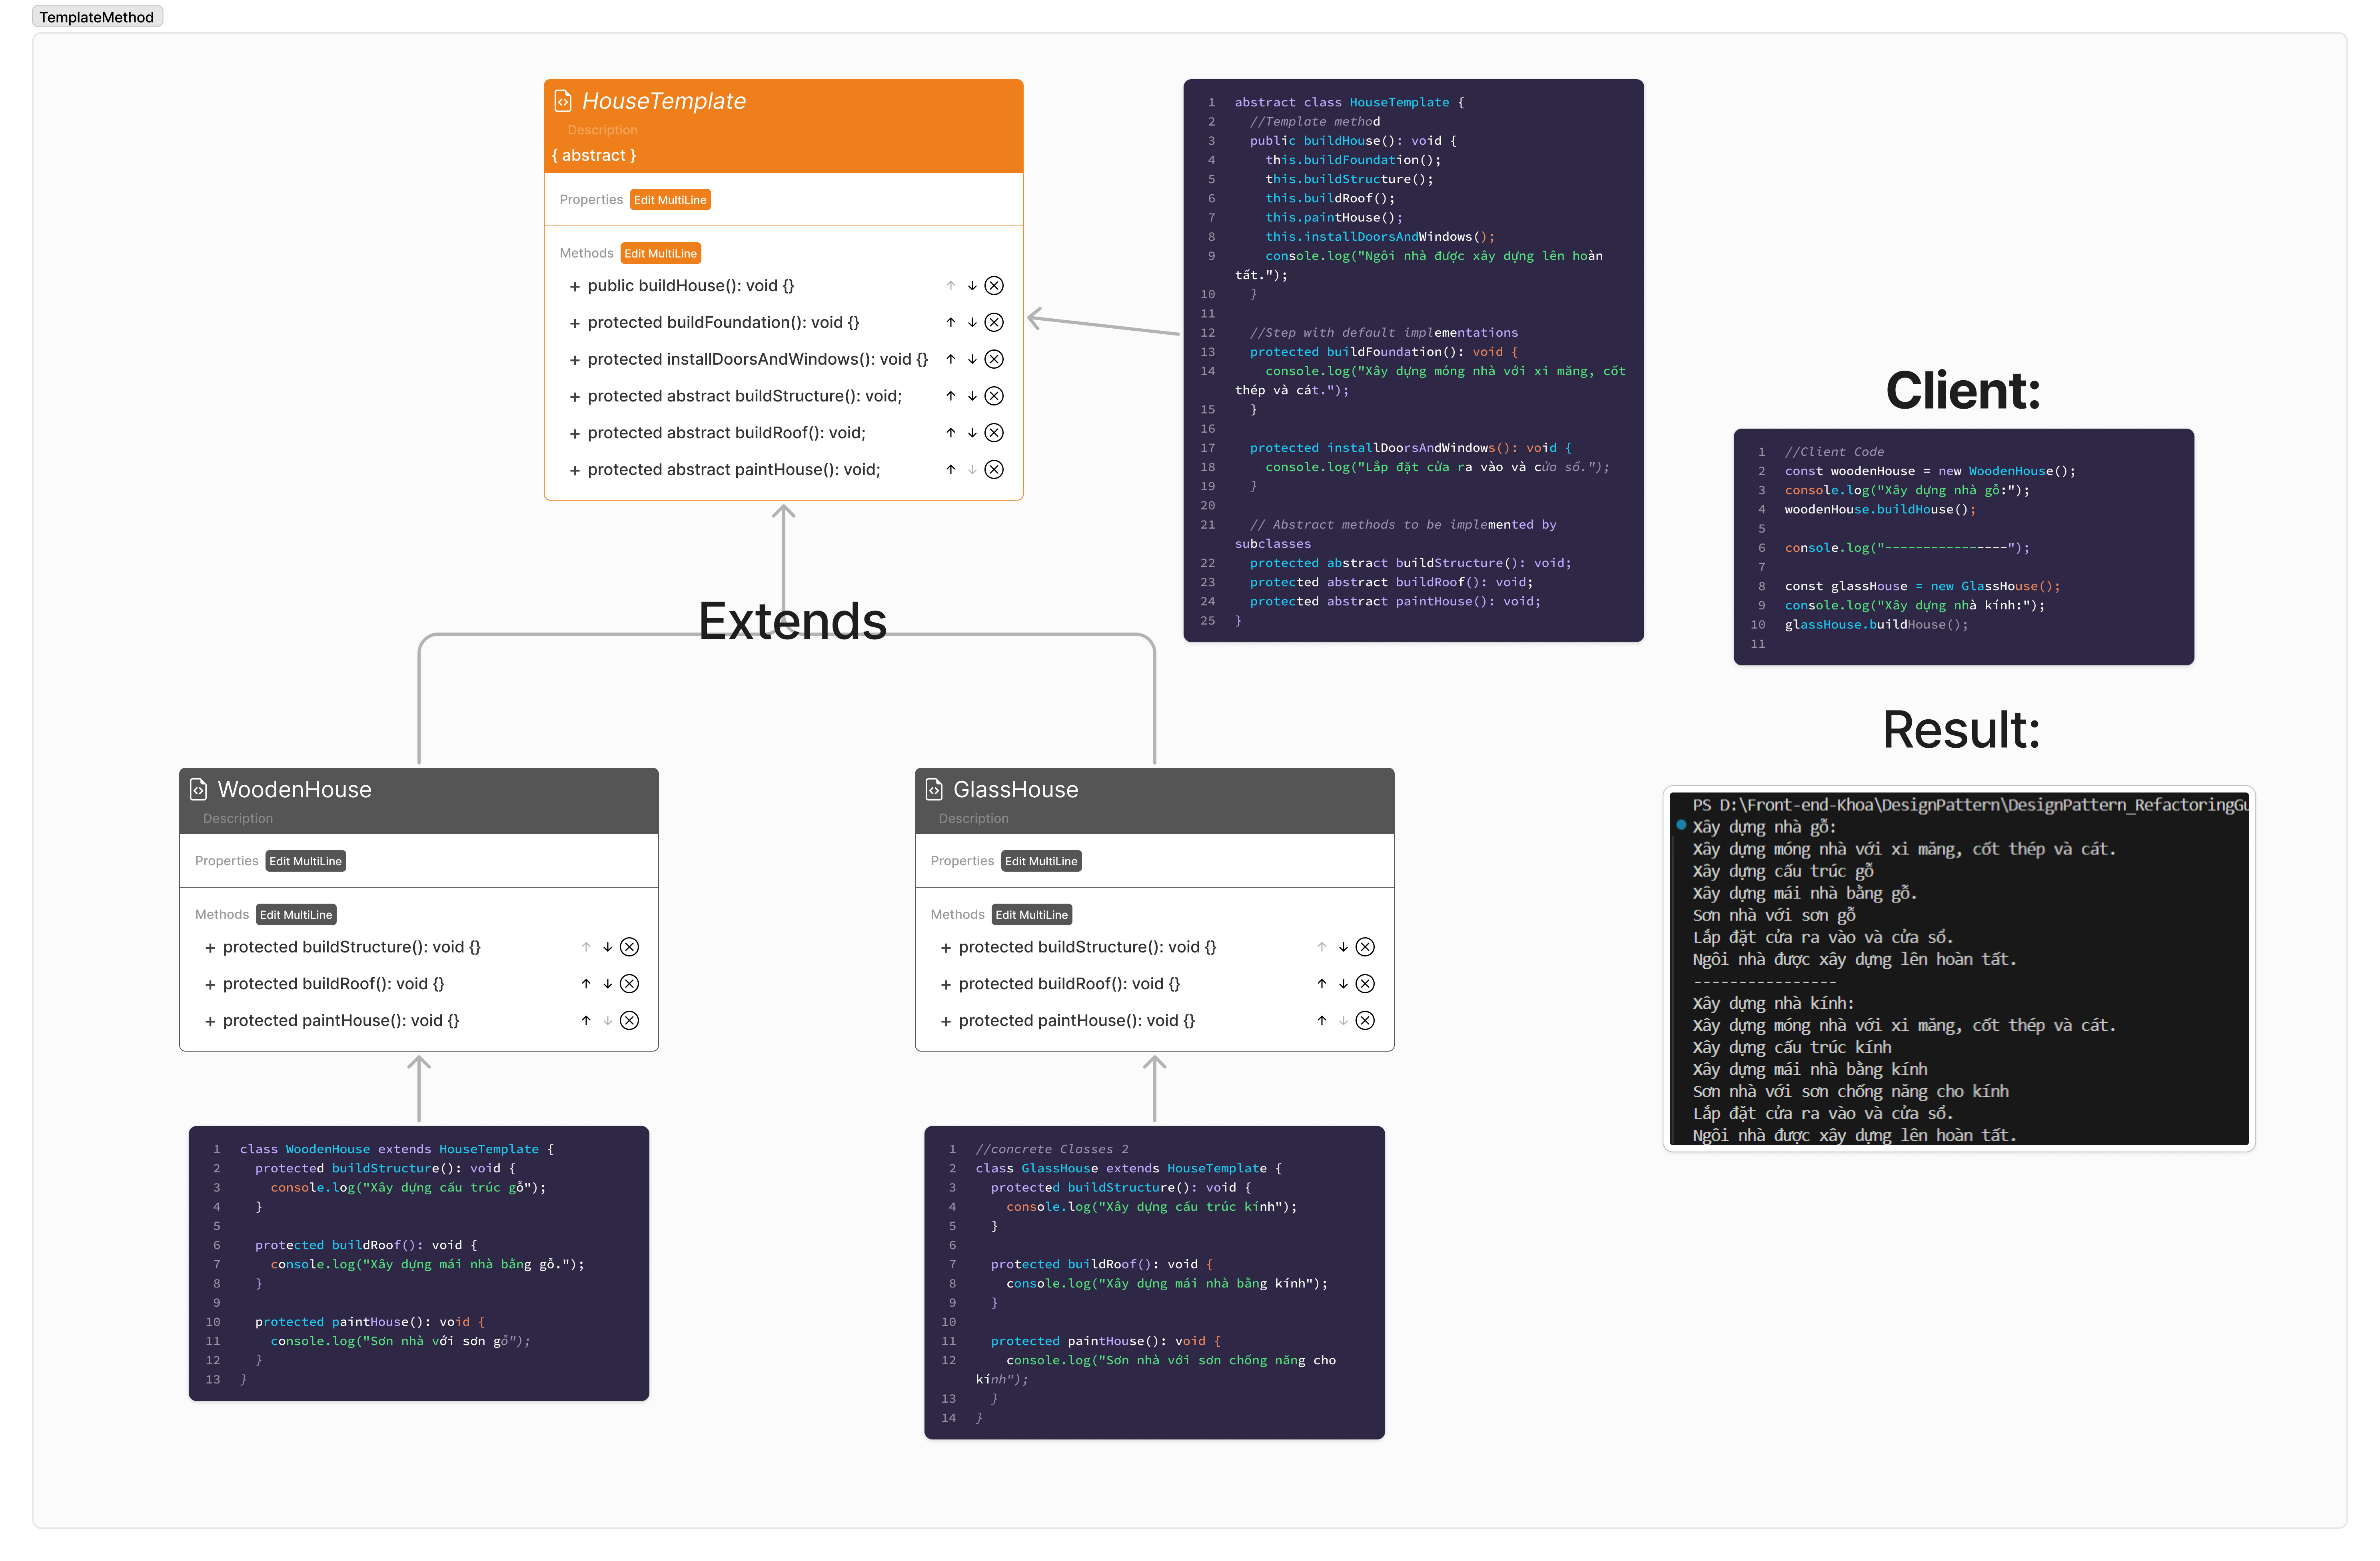 TemplateMethod
HouseTemplate
Description
{ abstract }
Properties Edit MultiLine
Methods Edit MultiLine
+ public buildHouse(): void {}
+ protected buildFoundation(): void {}
+ protected installDoorsAndWindows(): void {}
+ protected abstract buildStructure(): void;
+ protected abstract buildRoof(): void;
+ protected abstract paintHouse(): void;
1 abstract class HouseTemplate {
2 //Template method
3 public buildHouse(): void {
4 this.buildFoundation();
5 this.buildStructure();
6 this.buildRoof();
7 this.paintHouse();
8 this.installDoorsAndWindows();
9 console.log("Ngôi nhà được xây dựng lên hoàn
tất.");
10 }
11
12 //Step with default implementations
13 protected buildFoundation(): void {
14 console.log("Xây dựng móng nhà với xi măng, cốt
thép và cát.");
15 }
16
17 protected installDoorsAndWindows(): void {
18 console.log("Lắp đặt cửa ra vào và cửa sổ.");
19 }
20
21 // Abstract methods to be implemented by
subclasses
22 protected abstract buildStructure(): void;
23 protected abstract buildRoof(): void;
24 protected abstract paintHouse(): void;
25 }
Extends
Client:
1 //Client Code
2 const woodenHouse = new WoodenHouse();
3 console.log("Xây dựng nhà gỗ:");
4 woodenHouse.buildHouse();
5
6 console.log("----------------");
7
8 const glassHouse = new GlassHouse();
9 console.log("Xây dựng nhà kính:");
10 glassHouse.buildHouse();
11
Result:
PS D:\Front-end-Khoa\DesignPattern\DesignPattern_RefactoringGu
Xây dựng nhà gỗ:
Xây dựng móng nhà với xi măng, cốt thép và cát.
Xây dựng cấu trúc gỗ
Xây dựng mái nhà bằng gỗ.
Sơn nhà với sơn gỗ
Lắp đặt cửa ra vào và cửa sổ.
Ngôi nhà được xây dựng lên hoàn tất.
----------------
Xây dựng nhà kính:
Xây dựng móng nhà với xi măng, cốt thép và cát.
Xây dựng cấu trúc kính
Xây dựng mái nhà bằng kính
Sơn nhà với sơn chống năng cho kính
Lắp đặt cửa ra vào và cửa sổ.
Ngôi nhà được xây dựng lên hoàn tất.
WoodenHouse
Description
Properties Edit MultiLine
Methods Edit MultiLine
+ protected buildStructure(): void {}
+ protected buildRoof(): void {}
+ protected paintHouse(): void {}
GlassHouse
Description
Properties Edit MultiLine
Methods Edit MultiLine
+ protected buildStructure(): void {}
+ protected buildRoof(): void {}
+ protected paintHouse(): void {}
1 class WoodenHouse extends HouseTemplate {
2 protected buildStructure(): void {
3 console.log("Xây dựng cấu trúc gỗ");
4 }
5
6 protected buildRoof(): void {
7 console.log("Xây dựng mái nhà bằng gỗ.");
8 }
9
10 protected paintHouse(): void {
11 console.log("Sơn nhà với sơn gỗ");
12 }
13 }
1 //concrete Classes 2
2 class GlassHouse extends HouseTemplate {
3 protected buildStructure(): void {
4 console.log("Xây dựng cấu trúc kính");
5 }
6
7 protected buildRoof(): void {
8 console.log("Xây dựng mái nhà bằng kính");
9 }
10
11 protected paintHouse(): void {
12 console.log("Sơn nhà với sơn chống năng cho
kính");
13 }
14 }